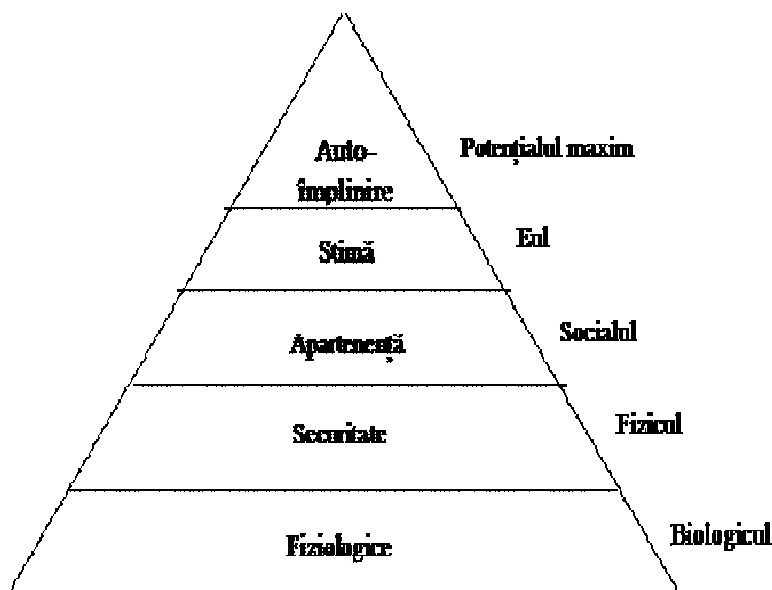 Auto-
împlinire
Potențialul maxim
Stimă
Eul
Apartenență
Socialul
Securitate
Fizicul
Fiziologice
Biologicul